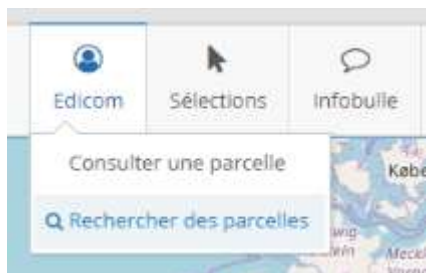 Edicom Sélections Infobulle
Consulter une parcelle
Rechercher des parcelles